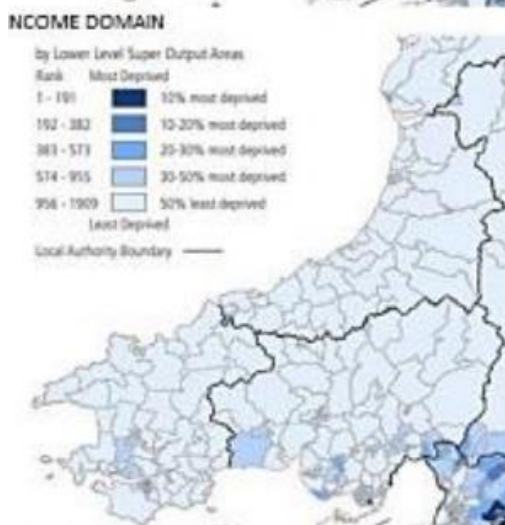 NCOME DOMAIN
by Lower Level Super Output Areas
Rank Most Deprived
1 - 191 10% most deprived
192 - 382 10-20% most deprived
383 - 573 20-30% most deprived
574 - 955 30-50% most deprived
956 - 1909 50% least deprived
Least Deprived
Local Authority Boundary